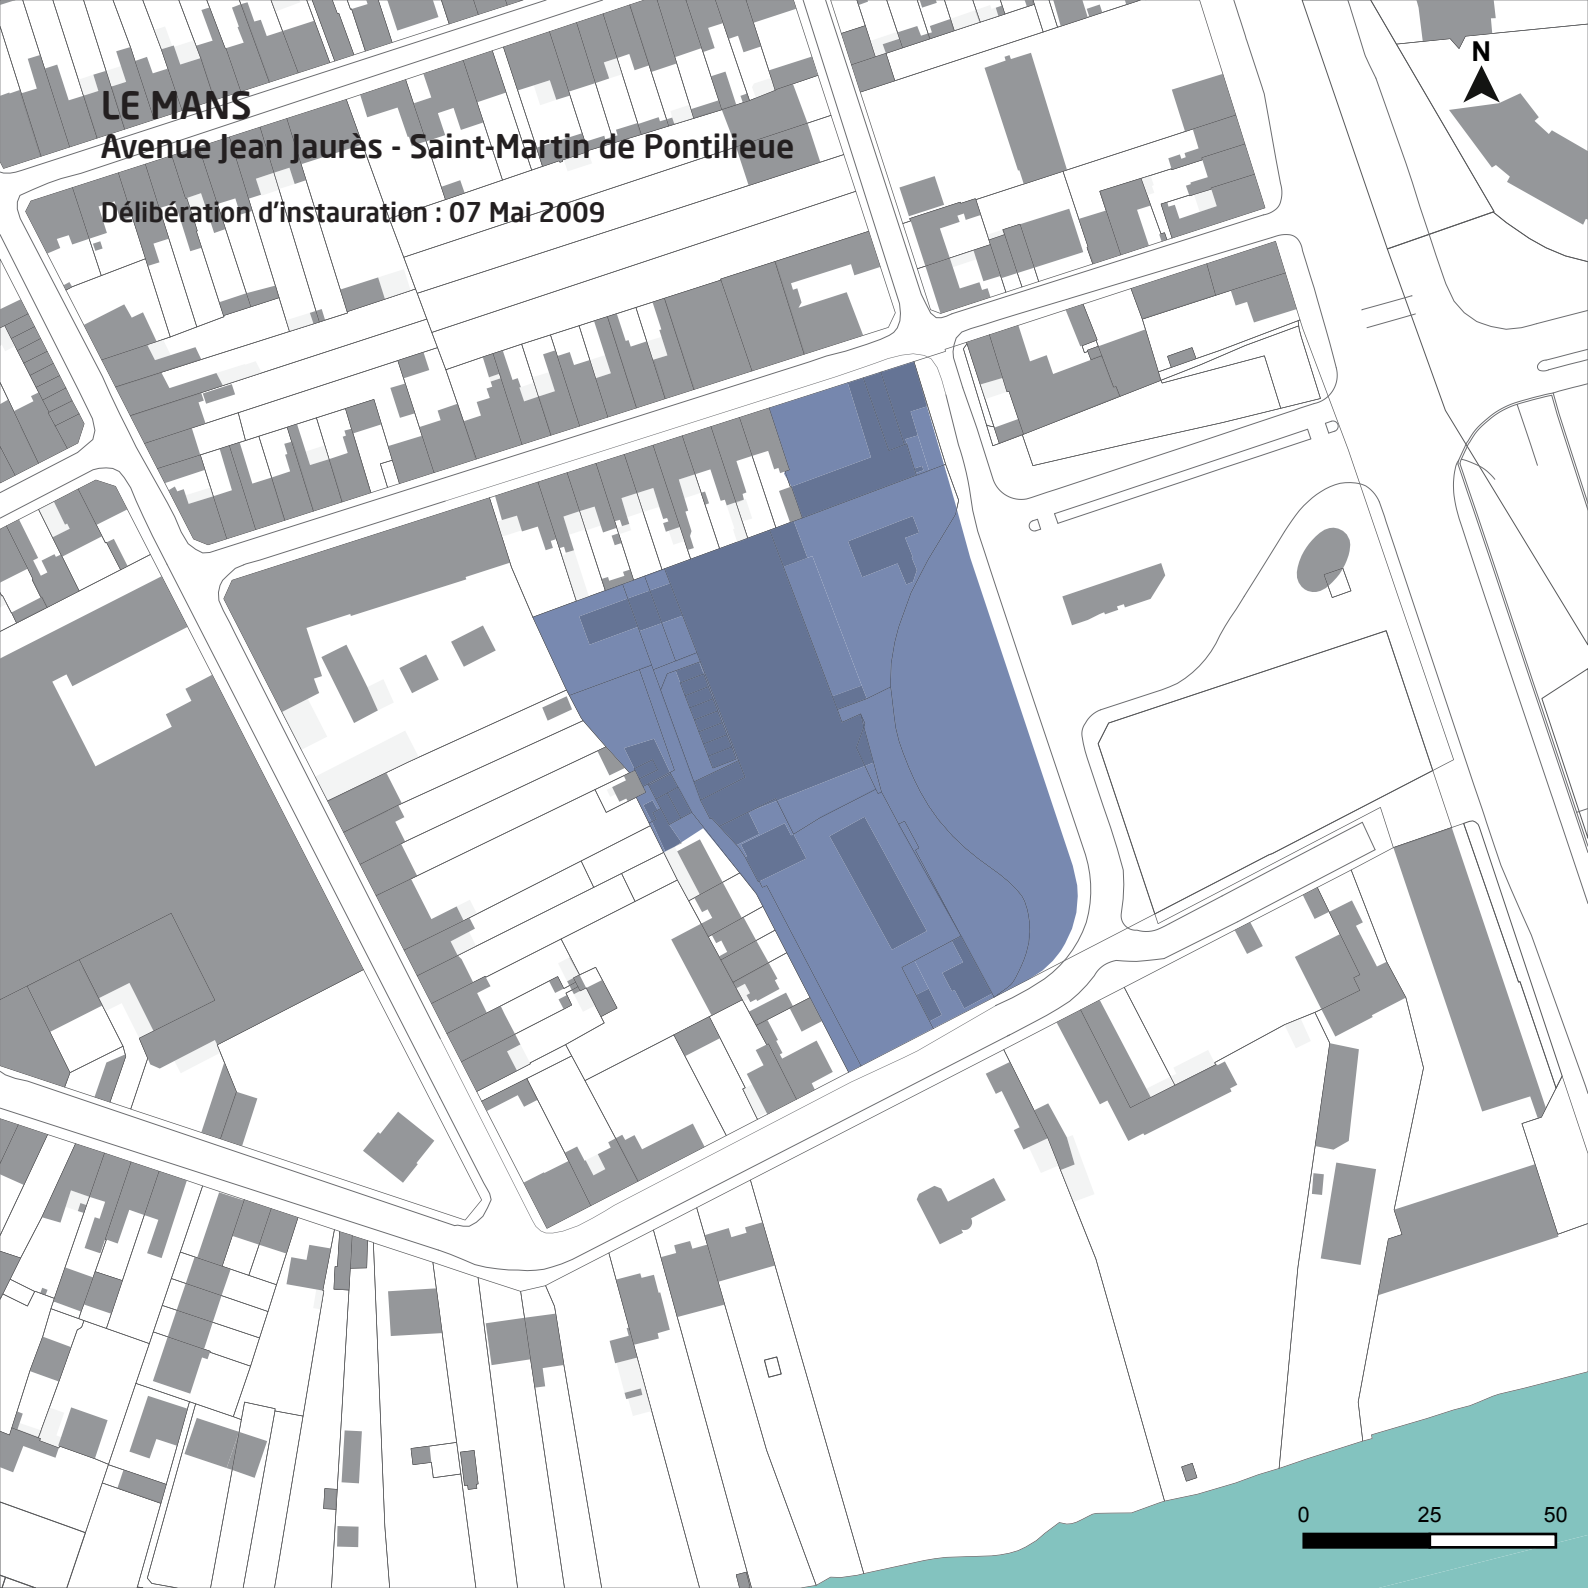 N
LE MANS
Avenue Jean Jaurès - Saint-Martin de Pontilieue
Délibération d'instauration : 07 Mai 2009
0 25 50